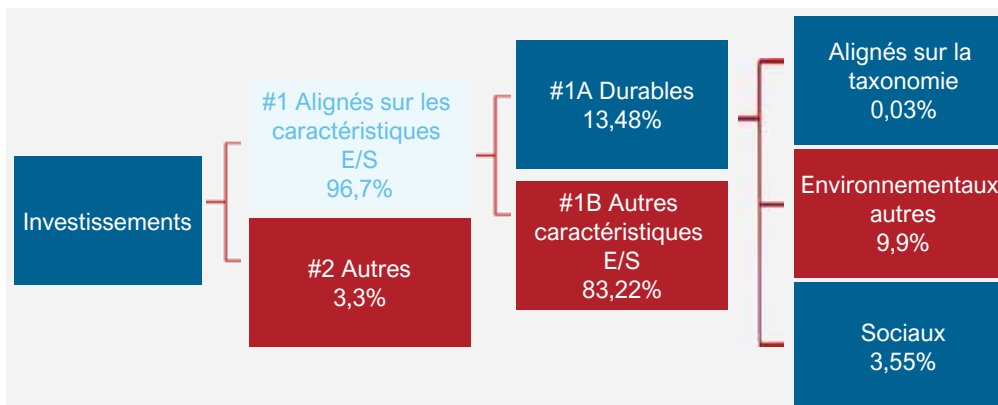 Investissements
#1 Alignés sur les
caractéristiques
E/S
96,7%
#2 Autres
3,3%
#1A Durables
13,48%
#1B Autres
caractéristiques
E/S
83,22%
Alignés sur la
taxonomie
0,03%
Environnementaux
autres
9,9%
Sociaux
3,55%